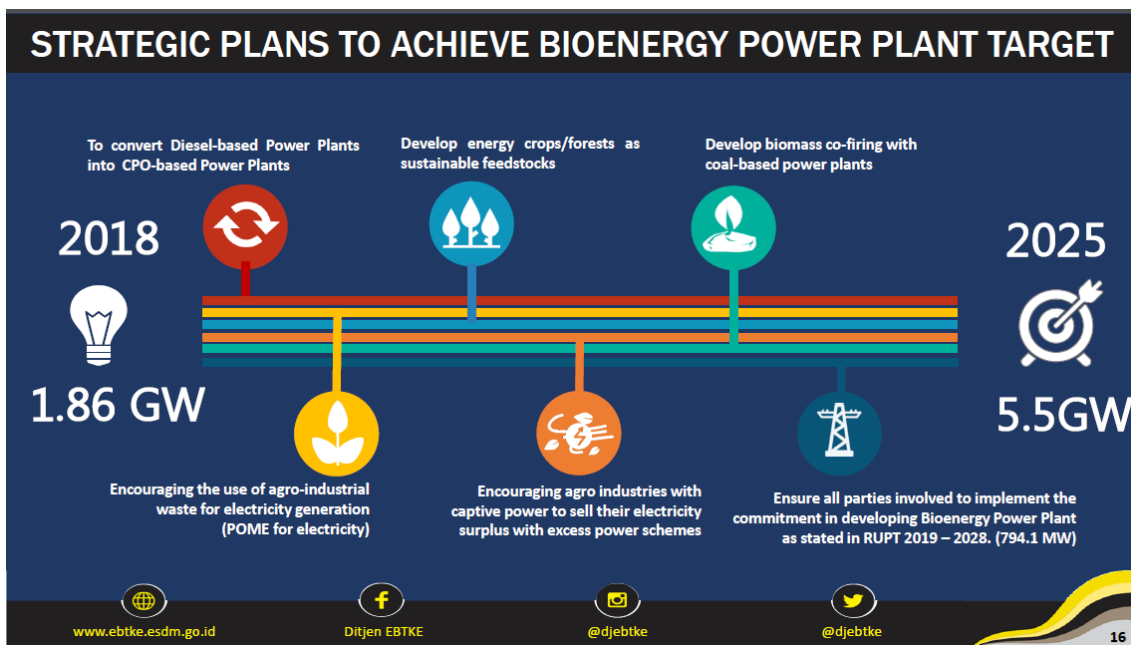 STRATEGIC PLANS TO ACHIEVE BIOENERGY POWER PLANT TARGET
To convert Diesel-based Power Plants
into CPO-based Power Plants
Develop energy crops/forests as
sustainable feedstocks
Develop biomass co-firing with
coal-based power plants
2018
1.86 GW
2025
5.5GW
Encouraging the use of agro-industrial
waste for electricity generation
(POME for electricity)
Encouraging agro industries with
captive power to sell their electricity
surplus with excess power schemes
Ensure all parties involved to implement the
commitment in developing Bioenergy Power Plant
as stated in RUPT 2019 – 2028. (794.1 MW)
www.ebtke.esdm.go.id
Ditjen EBTKE
@djebtke
@djebtke
16